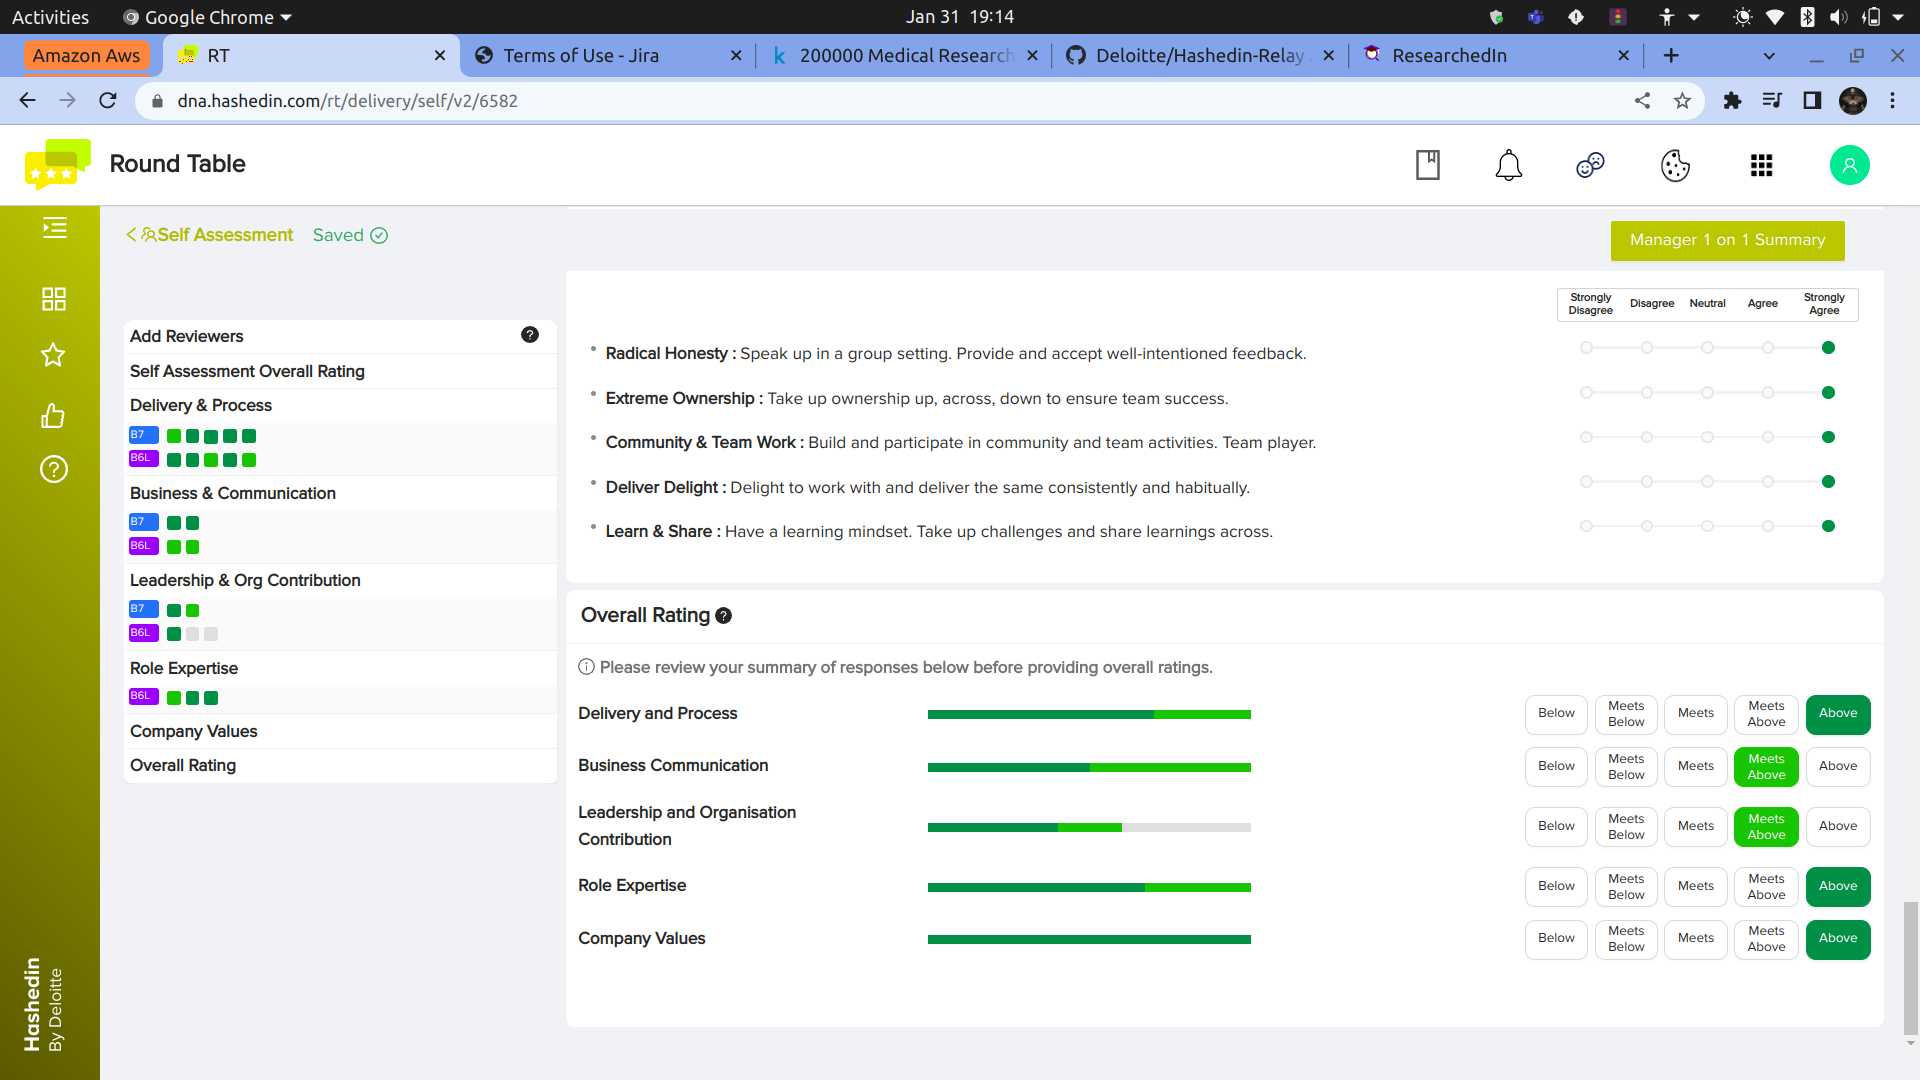 Activities
Google Chrome
Jan 31 19:14
Amazon Aws
RT
Terms of Use - Jira
200000 Medical Research
Deloitte/Hashedin-Relay
ResearchedIn
dna.hashedin.com/rt/delivery/self/v2/6582
Round Table
Self Assessment
Saved
Manager 1 on 1 Summary
Add Reviewers
Self Assessment Overall Rating
Delivery & Process
B7
B6L
Business & Communication
B7
B6L
Leadership & Org Contribution
B7
B6L
Role Expertise
B6L
Company Values
Overall Rating
Strongly Disagree
Disagree
Neutral
Agree
Strongly Agree
Radical Honesty : Speak up in a group setting. Provide and accept well-intentioned feedback.
Extreme Ownership : Take up ownership up, across, down to ensure team success.
Community & Team Work : Build and participate in community and team activities. Team player.
Deliver Delight : Delight to work with and deliver the same consistently and habitually.
Learn & Share : Have a learning mindset. Take up challenges and share learnings across.
Overall Rating
Please review your summary of responses below before providing overall ratings.
Delivery and Process
Below
Meets Below
Meets
Meets Above
Above
Business Communication
Below
Meets Below
Meets
Meets Above
Above
Leadership and Organisation
Contribution
Below
Meets Below
Meets
Meets Above
Above
Role Expertise
Below
Meets Below
Meets
Meets Above
Above
Company Values
Below
Meets Below
Meets
Meets Above
Above
Hashedin
By Deloitte